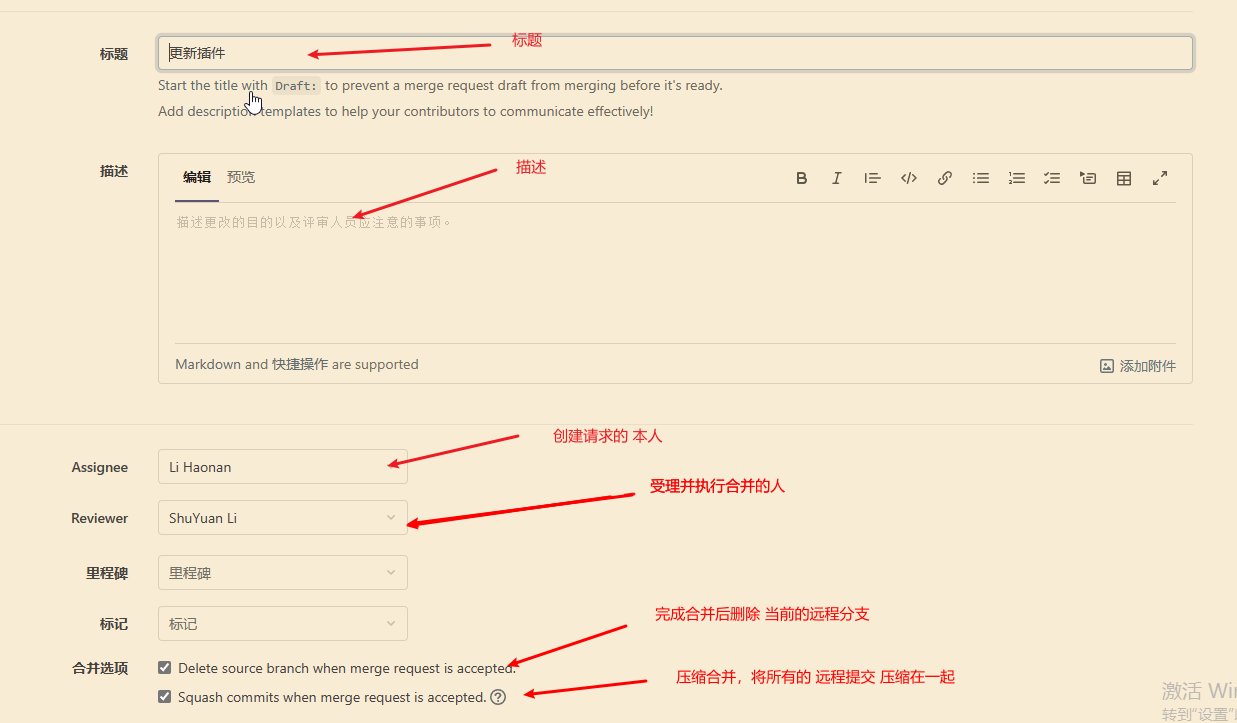 标题
更新插件
标题
Start the title with Draft: to prevent a merge request draft from merging before it's ready.
Add description templates to help your contributors to communicate effectively!
描述
编辑 预览
描述
描述更改的目的以及评审人员应注意的事项。
Markdown and 快捷操作 are supported
添加附件
创建请求的 本人
Assignee
Li Haonan
受理并执行合并的人
Reviewer
ShuYuan Li
里程碑
里程碑
完成合并后删除 当前的远程分支
标记
标记
合并选项
Delete source branch when merge request is accepted.
压缩合并，将所有的 远程提交 压缩在一起
Squash commits when merge request is accepted.
激活 Win
转到"设置"